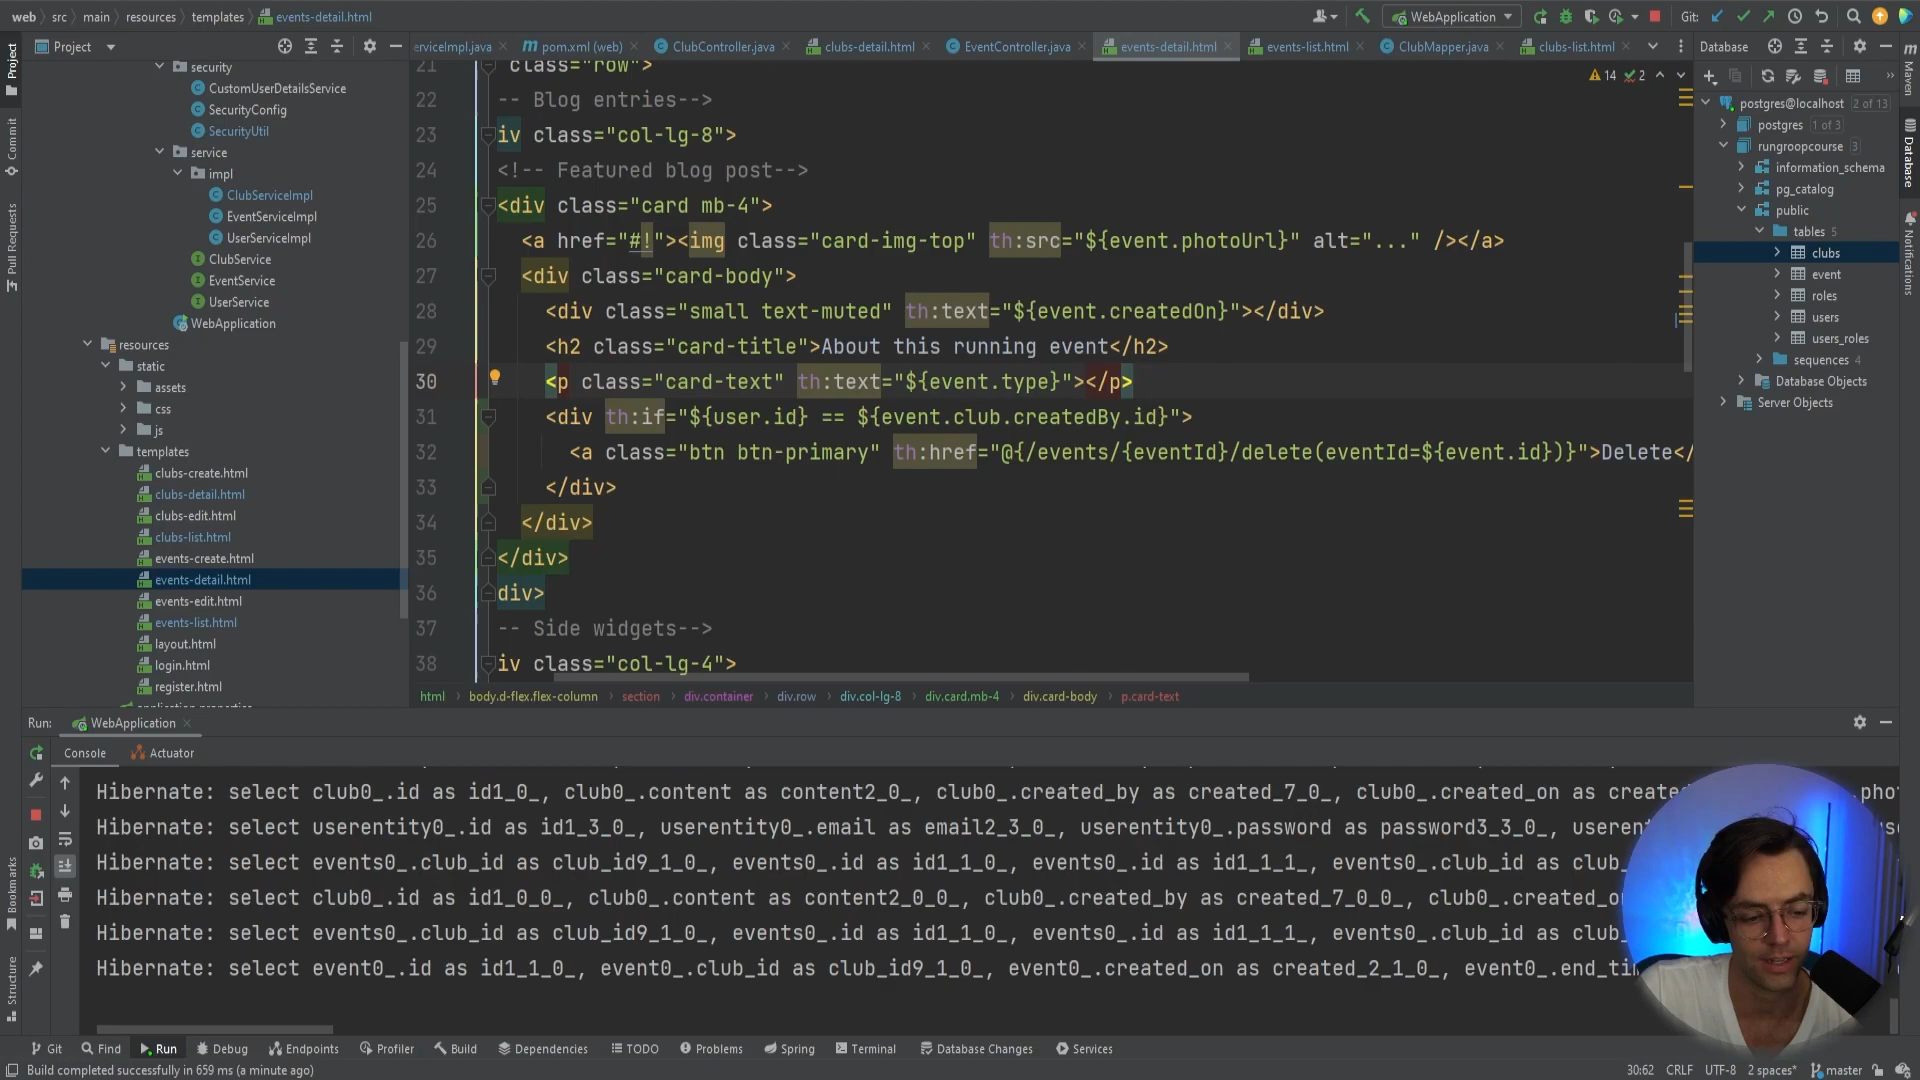 web src main resources templates events-detail.html
WebApplication
Git:
Project
erviceImpl.java pom.xml (web) ClubController.java clubs-detail.html EventController.java events-detail.html events-list.html ClubMapper.java clubs-list.html
Database
Project
Commit
Pull Requests
Bookmarks
Structure
security
CustomUserDetailsService
SecurityConfig
SecurityUtil
service
impl
ClubServiceImpl
EventServiceImpl
UserServiceImpl
ClubService
EventService
UserService
WebApplication
resources
static
assets
css
js
templates
clubs-create.html
clubs-detail.html
clubs-edit.html
clubs-list.html
events-create.html
events-detail.html
events-edit.html
events-list.html
layout.html
login.html
register.html
application.properties
14 2
21 class="row">
22 -- Blog entries-->
23 iv class="col-lg-8">
24 <!-- Featured blog post-->
25 <div class="card mb-4">
26 <a href="#!"><img class="card-img-top" th:src="${event.photoUrl}" alt="..." /></a>
27 <div class="card-body">
28 <div class="small text-muted" th:text="${event.createdOn}"></div>
29 <h2 class="card-title">About this running event</h2>
30 <p class="card-text" th:text="${event.type}"></p>
31 <div th:if="${user.id} == ${event.club.createdBy.id}">
32 <a class="btn btn-primary" th:href="@{/events/{eventId}/delete(eventId=${event.id})}">Delete</
33 </div>
34 </div>
35 </div>
36 div>
37 -- Side widgets-->
38 iv class="col-lg-4">
html body.d-flex.flex-column section div.container div.row div.col-lg-8 div.card.mb-4 div.card-body p.card-text
postgres@localhost 2 of 13
postgres 1 of 3
rungroopcourse 3
information_schema
pg_catalog
public
tables 5
clubs
event
roles
users
users_roles
sequences 4
Database Objects
Server Objects
Maven
Database
Notifications
Run: WebApplication
Console Actuator
Hibernate: select club0_.id as id1_0_, club0_.content as content2_0_, club0_.created_by as created_7_0_, club0_.created_on as create
Hibernate: select userentity0_.id as id1_3_0_, userentity0_.email as email2_3_0_, userentity0_.password as password3_3_0_, userent
Hibernate: select events0_.club_id as club_id9_1_0_, events0_.id as id1_1_0_, events0_.id as id1_1_1_, events0_.club_id as club_
Hibernate: select club0_.id as id1_0_0_, club0_.content as content2_0_0_, club0_.created_by as created_7_0_0_, club0_.created_o
Hibernate: select events0_.club_id as club_id9_1_0_, events0_.id as id1_1_0_, events0_.id as id1_1_1_, events0_.club_id as club_
Hibernate: select event0_.id as id1_1_0_, event0_.club_id as club_id9_1_0_, event0_.created_on as created_2_1_0_, event0_.end_ti
Git Find Run Debug Endpoints Profiler Build Dependencies TODO Problems Spring Terminal Database Changes Services
Build completed successfully in 659 ms (a minute ago)
30:62 CRLF UTF-8 2 spaces* master